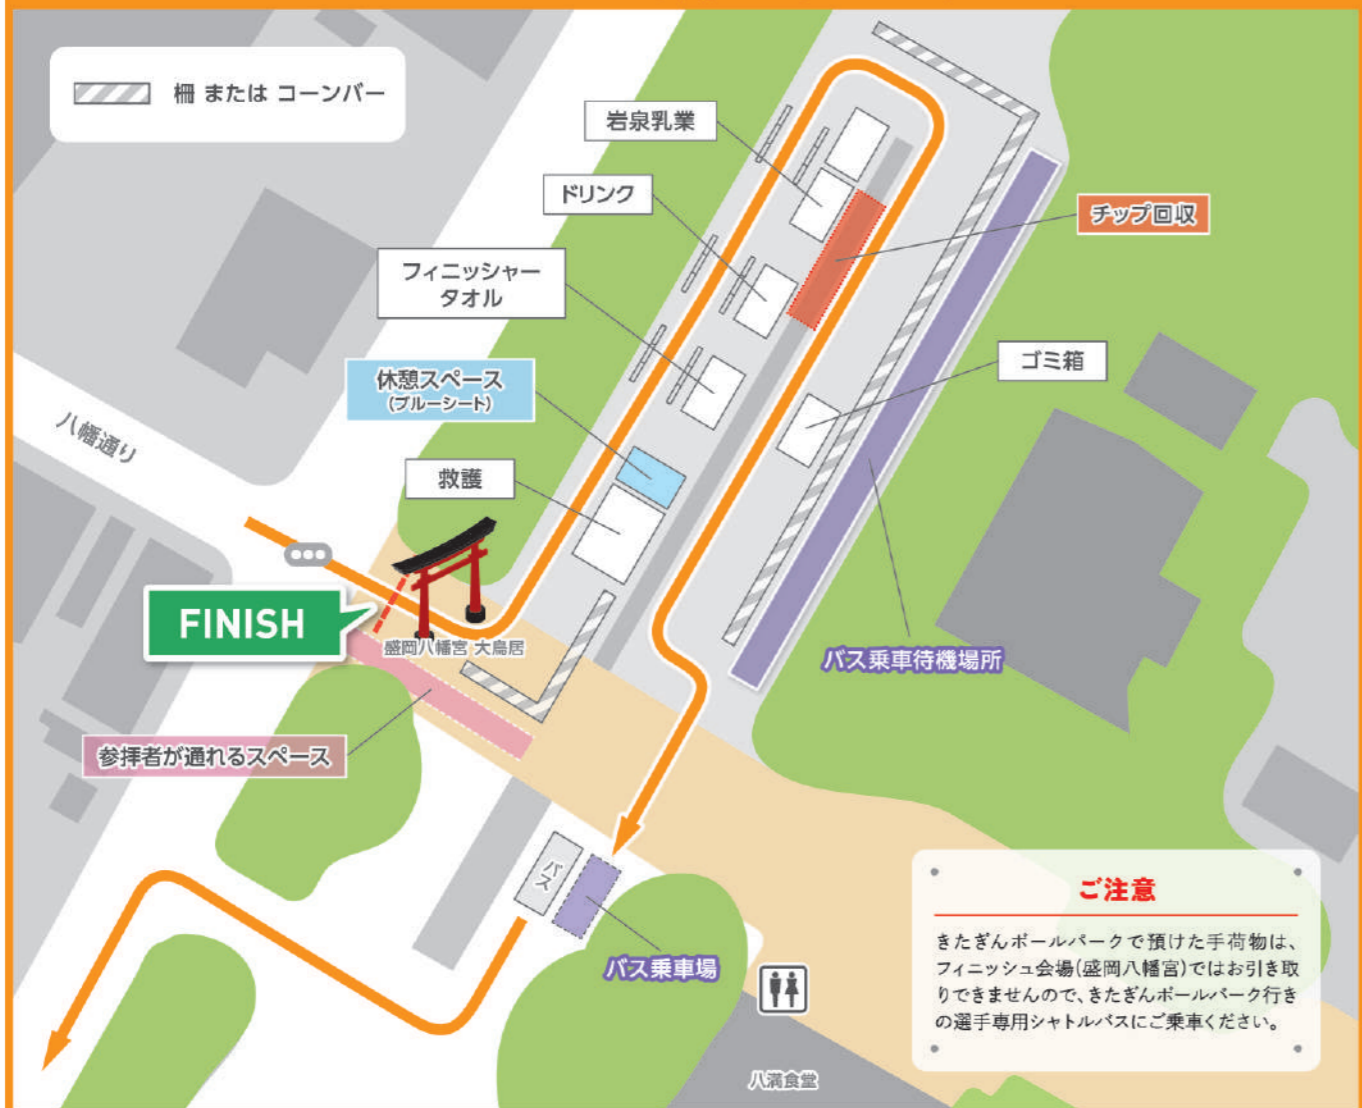 柵 または コーンバー
岩泉乳業
ドリンク
チップ回収
フィニッシャー
タオル
ゴミ箱
休憩スペース
(ブルーシート)
八幡通り
救護
FINISH
盛岡八幡宮 大鳥居
バス乗車待機場所
参拝者が通れるスペース
バス
バス乗車場
ご注意
きたぎんボールパークで預けた手荷物は、
フィニッシュ会場(盛岡八幡宮)ではお引き取
りできませんので、きたぎんボールパーク行き
の選手専用シャトルバスにご乗車ください。
八満食堂